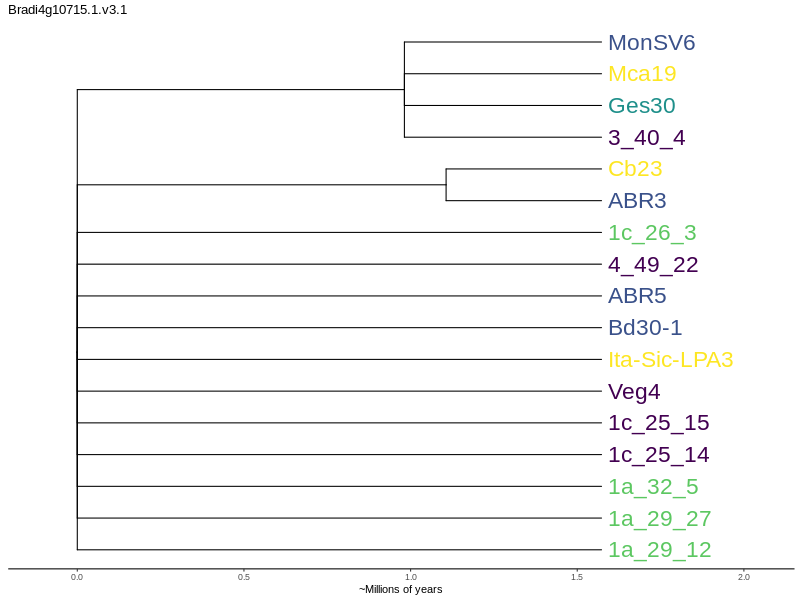 Bradi4g10715.1.v3.1
MonSV6
Mca19
Ges30
3_40_4
Cb23
ABR3
1c_26_3
4_49_22
ABR5
Bd30-1
Ita-Sic-LPA3
Veg4
1c_25_15
1c_25_14
1a_32_5
1a_29_27
1a_29_12
0.0 0.5 1.0 1.5 2.0
~Millions of years